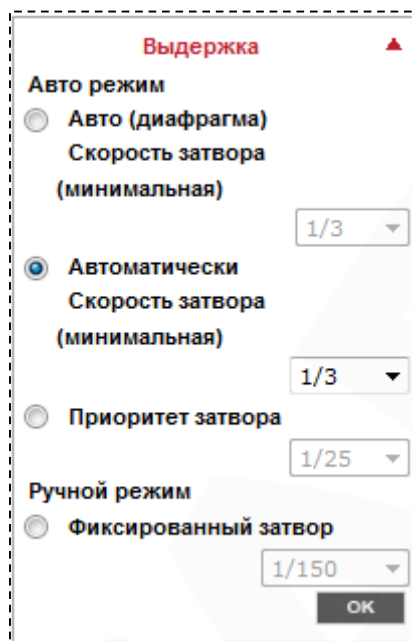 Выдержка
Авто режим
Авто (диафрагма)
Скорость затвора
(минимальная)
1/3
Автоматически
Скорость затвора
(минимальная)
1/3
Приоритет затвора
1/25
Ручной режим
Фиксированный затвор
1/150
ОК